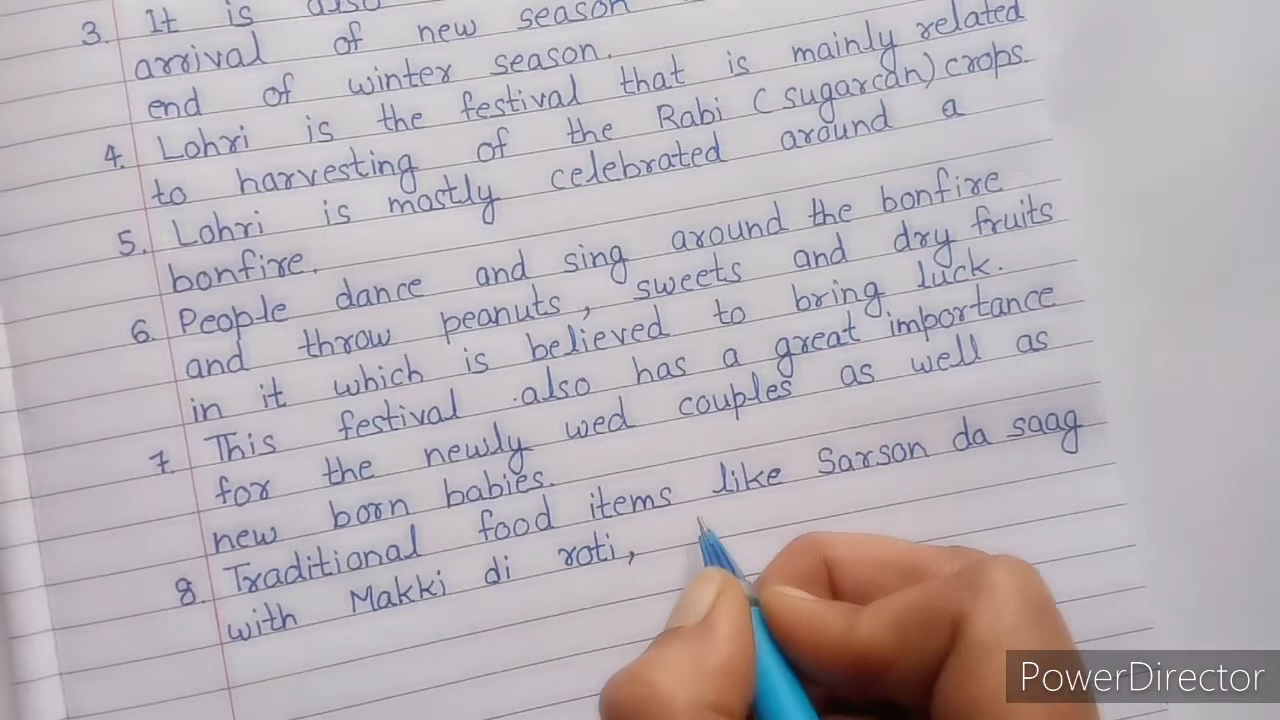 3. It is also
arrival of new season
end of winter season.
4. Lohri is the festival that is mainly related
to harvesting of the Rabi (sugarcan) crops.
5. Lohri is mostly celebrated around a
bonfire.
6. People dance and sing around the bonfire
and throw peanuts, sweets and dry fruits
in it which is believed to bring luck.
7. This festival also has a great importance
for the newly wed couples as well as
new born babies.
8. Traditional food items like Sarson da saag
with Makki di roti,
PowerDirector